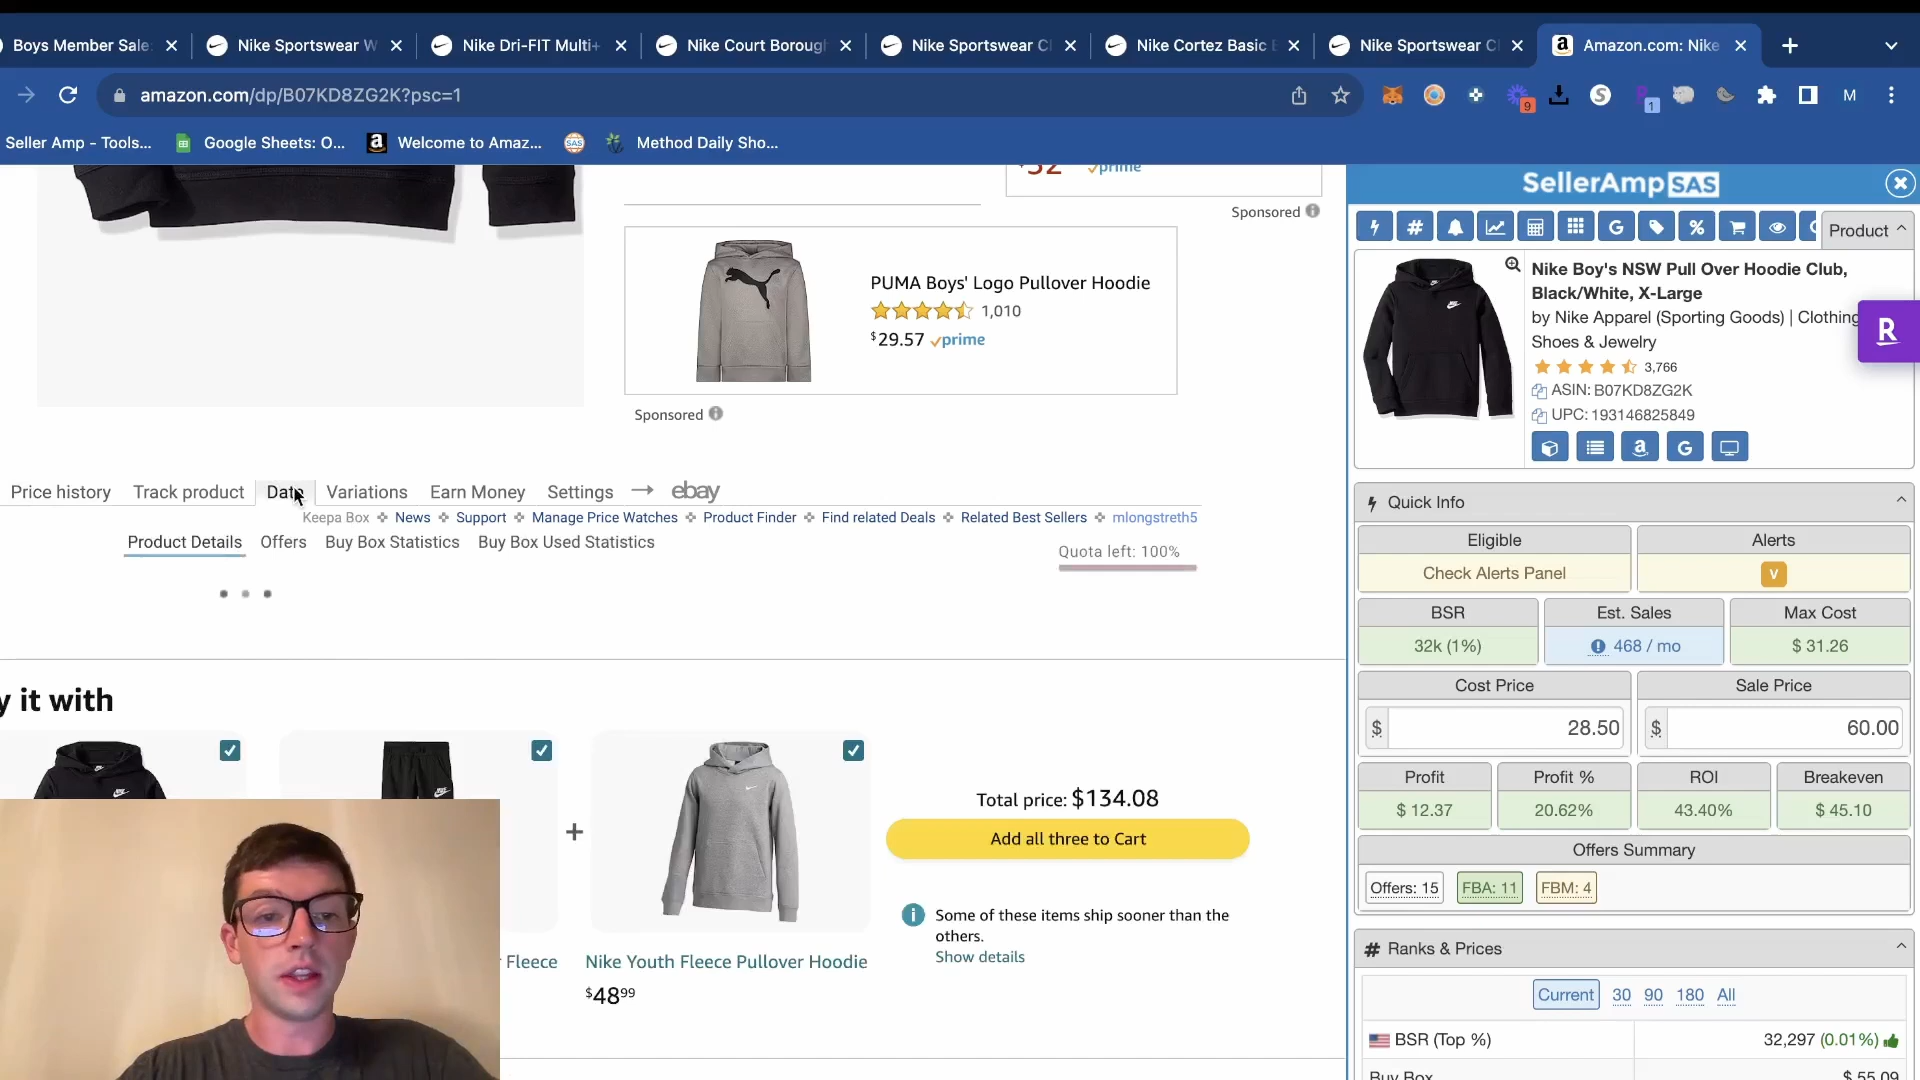 Boys Member Sale
Nike Sportswear W
Nike Dri-FIT Multi+
Nike Court Boroug
Nike Sportswear C
Nike Cortez Basic
Nike Sportswear C
Amazon.com: Nike
amazon.com/dp/B07KD8ZG2K?psc=1
9
1
M
Seller Amp - Tools...
Google Sheets: O...
Welcome to Amaz...
SAS
Method Daily Sho...
$32 prime
Sponsored
PUMA Boys' Logo Pullover Hoodie
1,010
$29.57 prime
Sponsored
Price history
Track product
Data
Variations
Earn Money
Settings
ebay
Keepa Box
News
Support
Manage Price Watches
Product Finder
Find related Deals
Related Best Sellers
mlongstreth5
Product Details
Offers
Buy Box Statistics
Buy Box Used Statistics
Quota left: 100%
y it with
Total price: $134.08
Add all three to Cart
Some of these items ship sooner than the
others.
Show details
Fleece
Nike Youth Fleece Pullover Hoodie
$48.99
SellerAmp SAS
Product
Nike Boy's NSW Pull Over Hoodie Club,
Black/White, X-Large
by Nike Apparel (Sporting Goods) | Clothing
Shoes & Jewelry
3,766
ASIN: B07KD8ZG2K
UPC: 193146825849
R
Quick Info
Eligible
Alerts
Check Alerts Panel
V
BSR
Est. Sales
Max Cost
32k (1%)
468 / mo
$ 31.26
Cost Price
Sale Price
$ 28.50
$ 60.00
Profit
Profit %
ROI
Breakeven
$ 12.37
20.62%
43.40%
$ 45.10
Offers Summary
Offers: 15
FBA: 11
FBM: 4
# Ranks & Prices
Current
30
90
180
All
BSR (Top %)
32,297 (0.01%)
Buy Box
$ 55.09